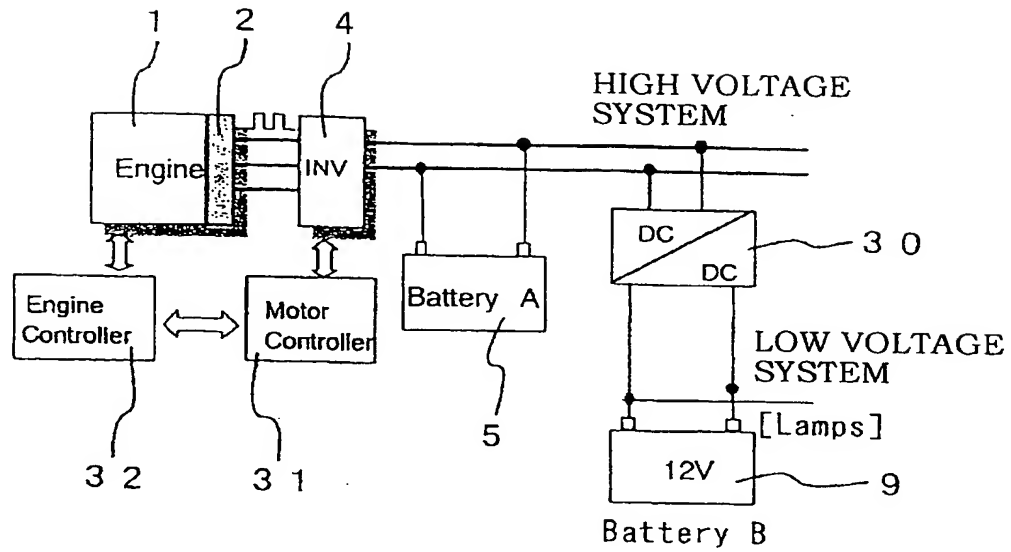 1
2
4
HIGH VOLTAGE
SYSTEM
Engine
INV
DC
DC
3 0
Engine
Controller
Motor
Controller
Battery A
LOW VOLTAGE
SYSTEM
5
[Lamps]
3 2
3 1
12V
9
Battery B